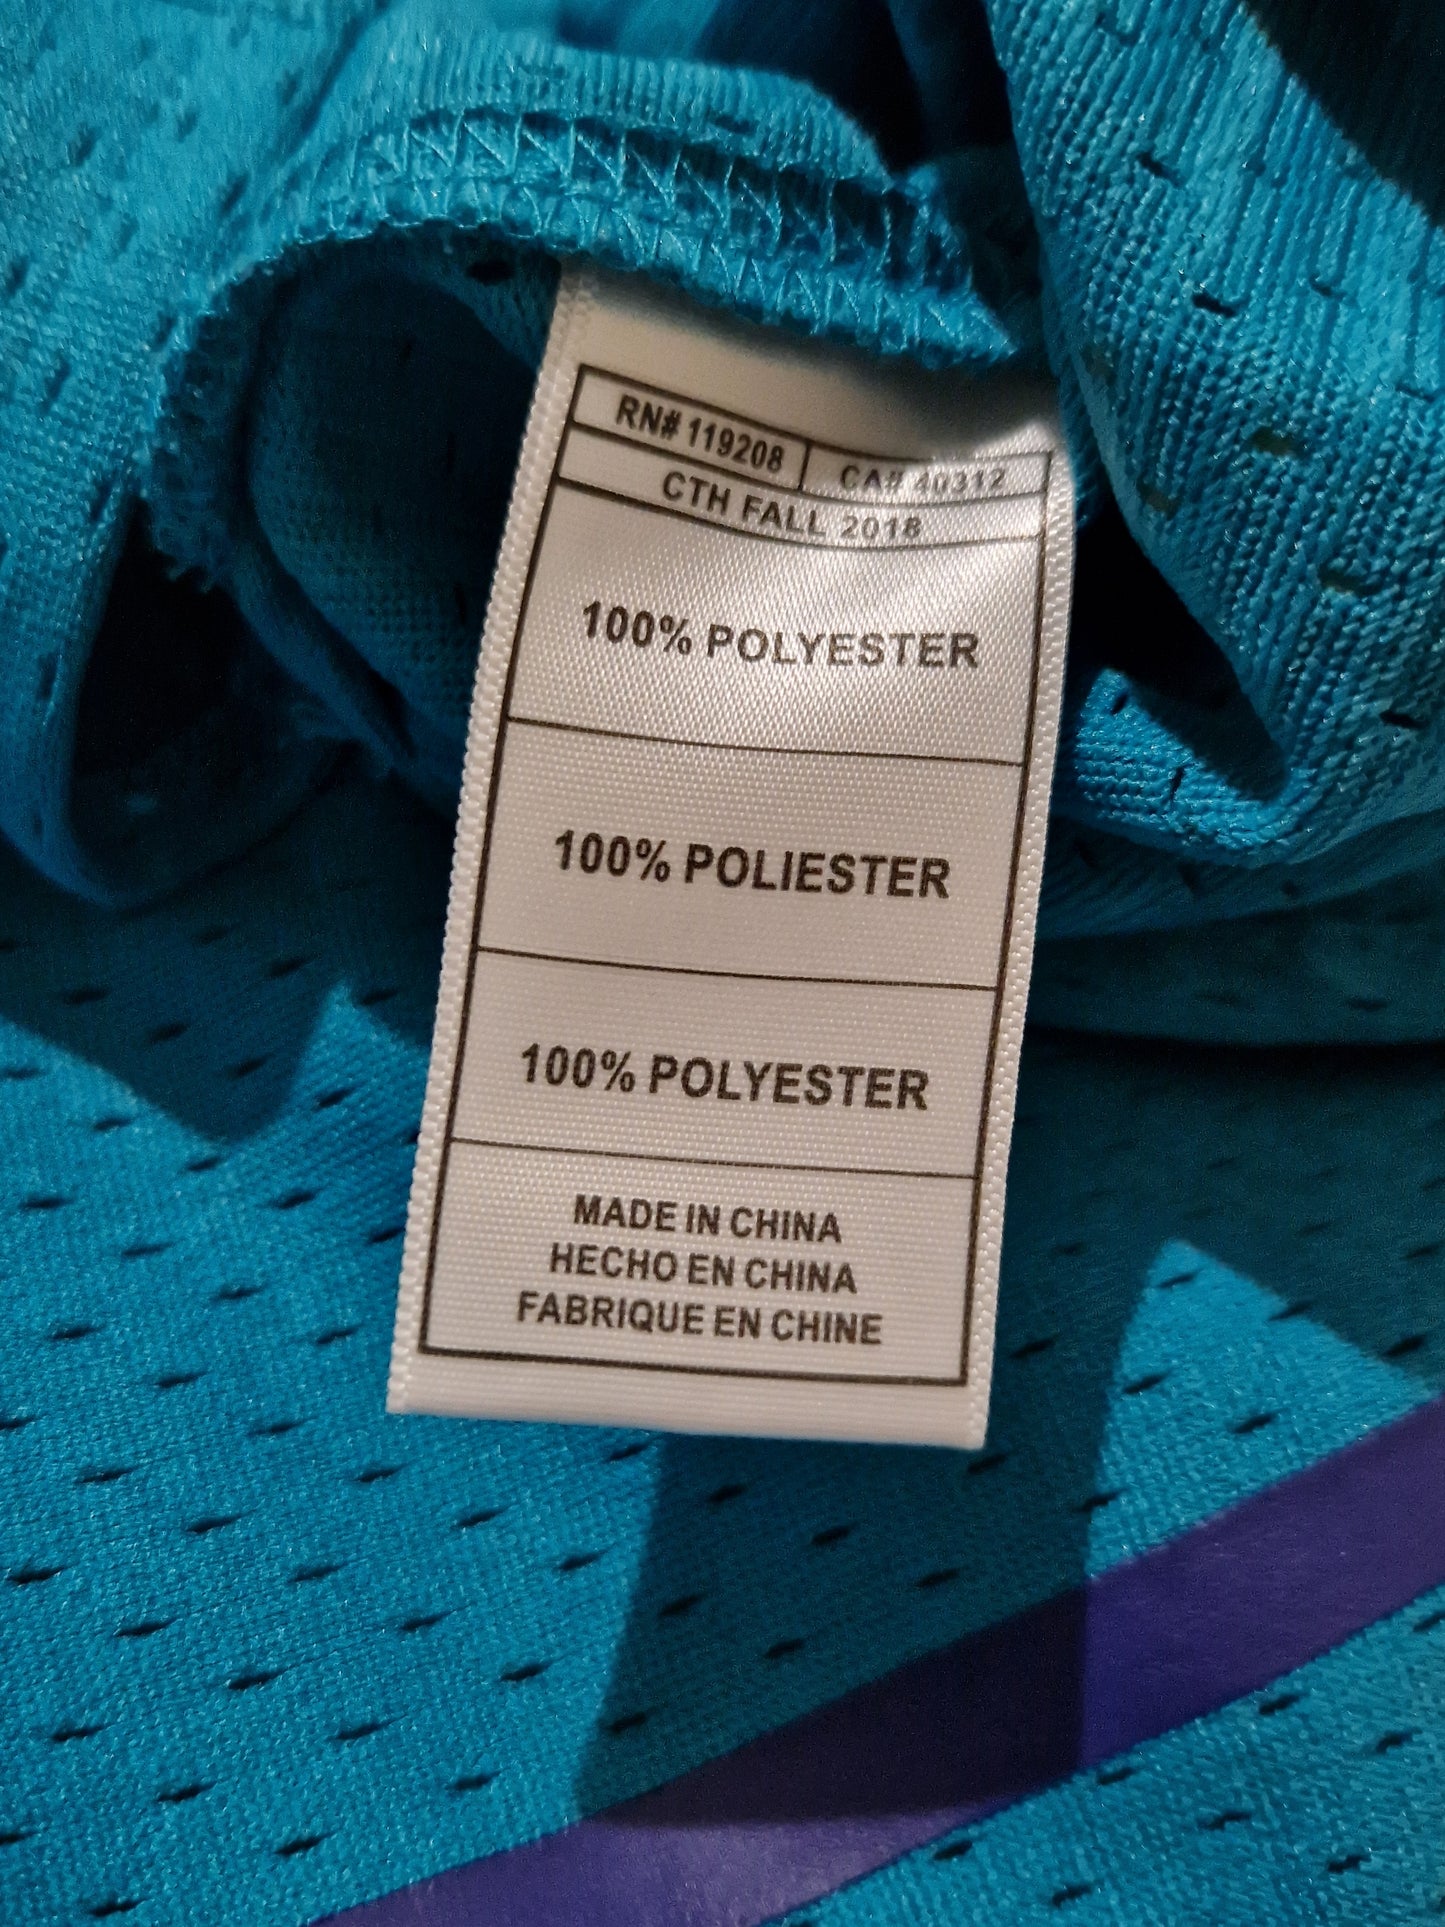 RN# 119208 CA# 40312
CTH FALL 2018
100% POLYESTER
100% POLIESTER
100% POLYESTER
MADE IN CHINA
HECHO EN CHINA
FABRIQUE EN CHINE